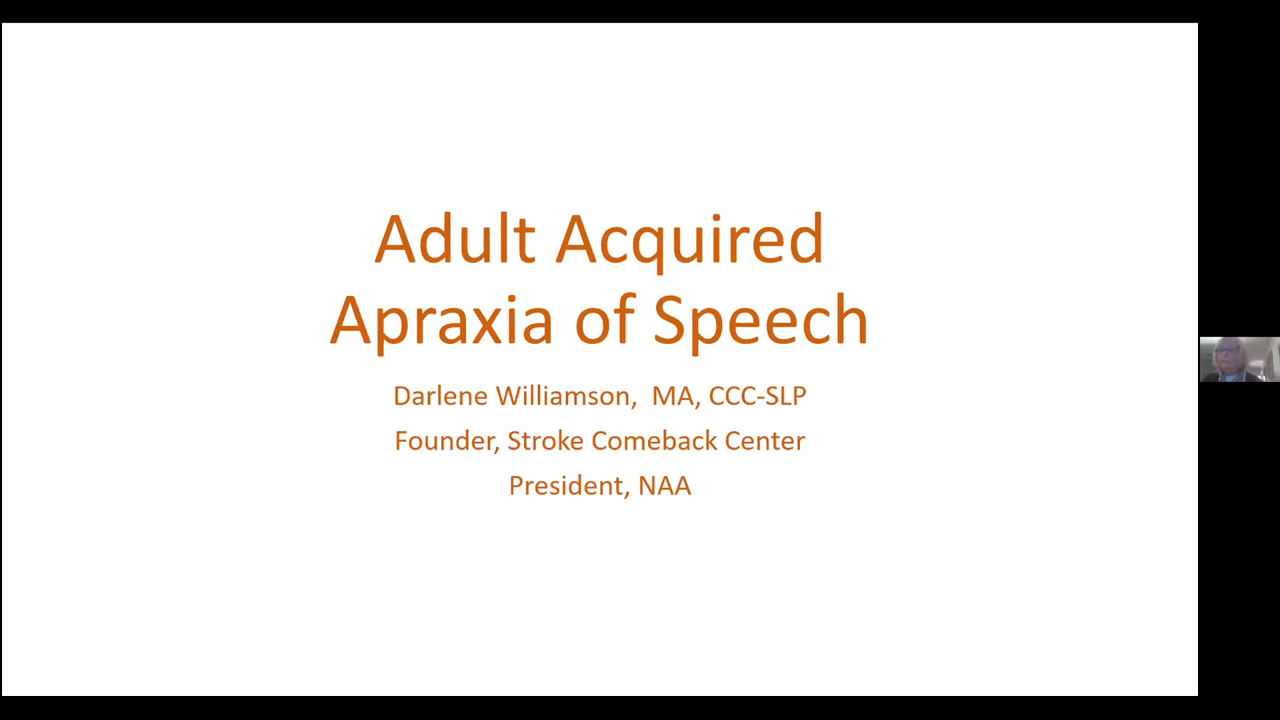 Adult Acquired
Apraxia of Speech
Darlene Williamson, MA, CCC-SLP
Founder, Stroke Comeback Center
President, NAA